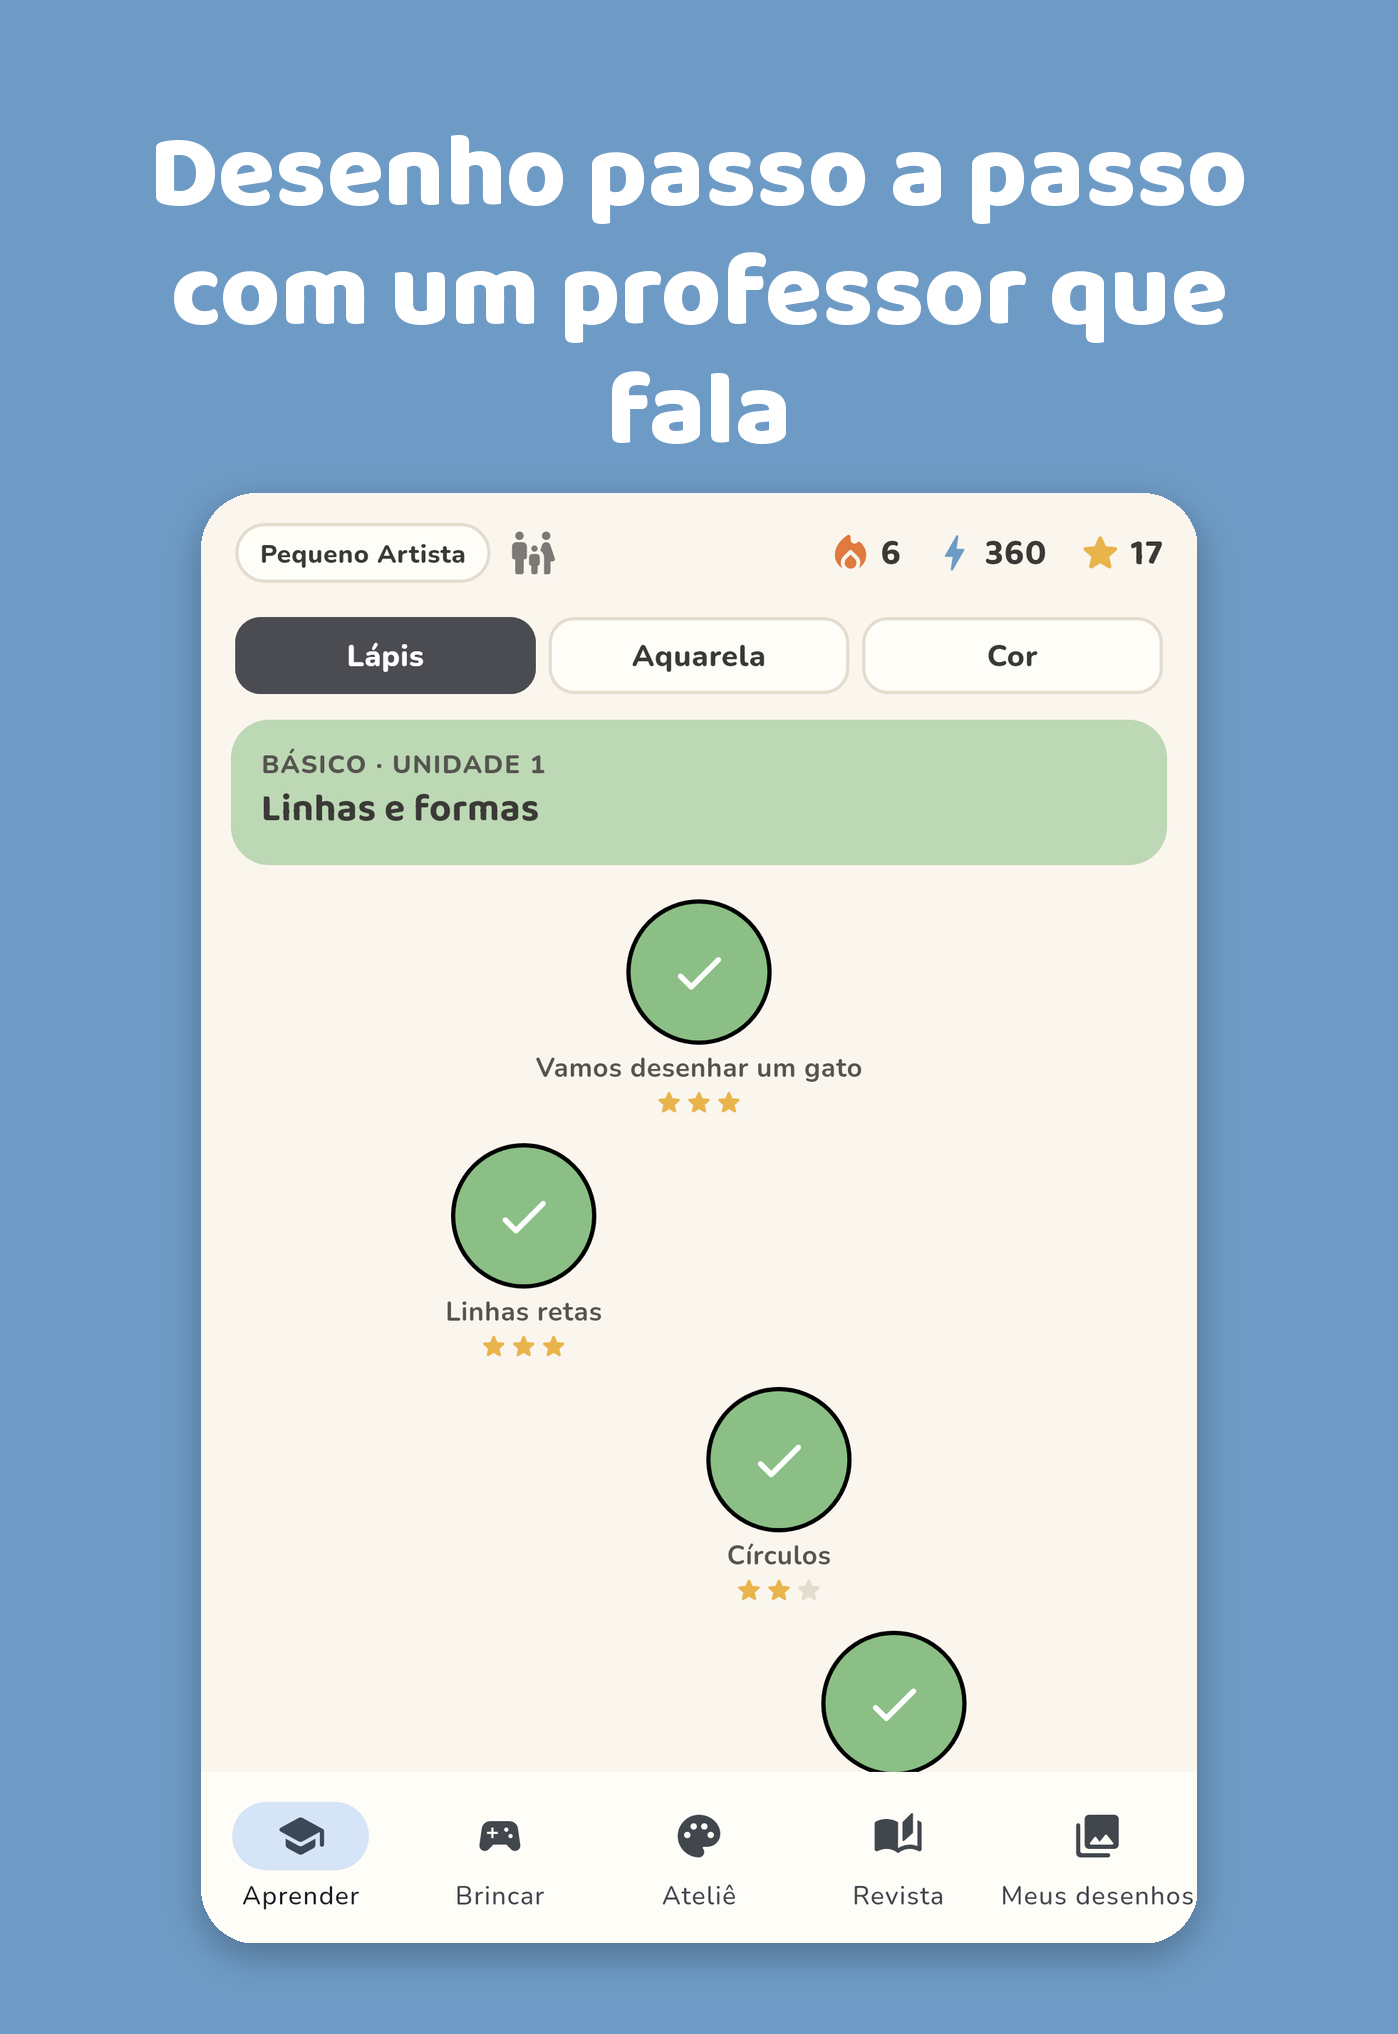 Desenho passo a passo
com um professor que
fala
Pequeno Artista
6
360
17
Lápis
Aquarela
Cor
BÁSICO · UNIDADE 1
Linhas e formas
Vamos desenhar um gato
Linhas retas
Círculos
Aprender
Brincar
Ateliê
Revista
Meus desenhos